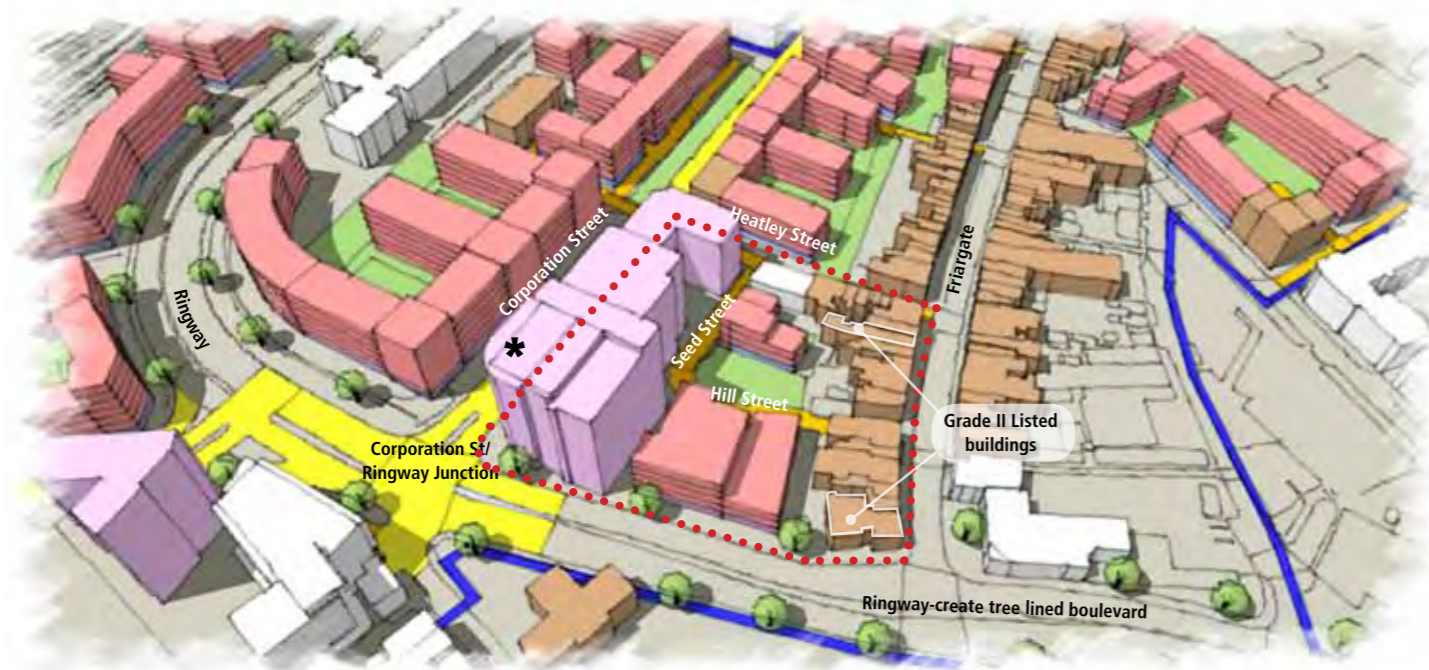 Corporation Street
Heatley Street
Friargate
Ringway
*
Seed Street
Hill Street
Grade II Listed
buildings
Corporation St/
Ringway Junction
Ringway-create tree lined boulevard